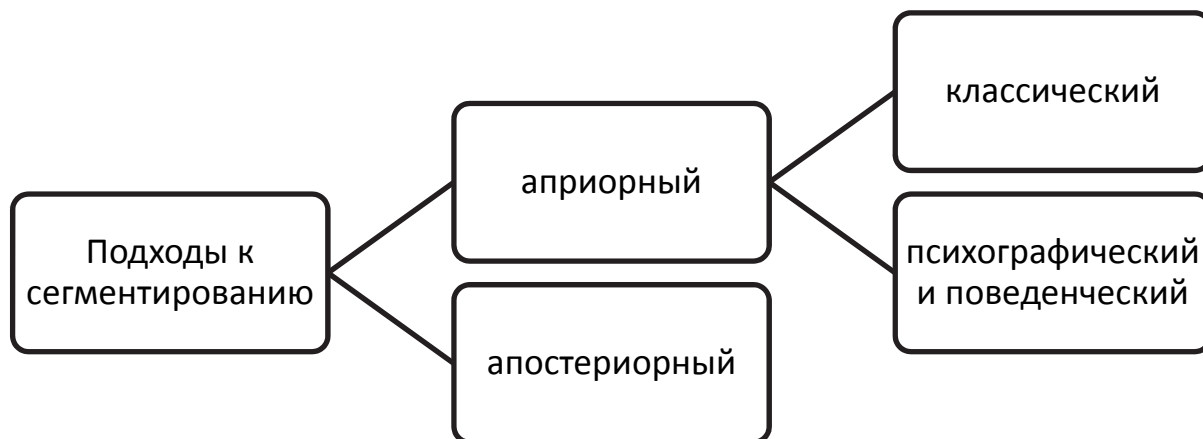 Подходы к
сегментированию
априорный
апостериорный
классический
психографический
и поведенческий